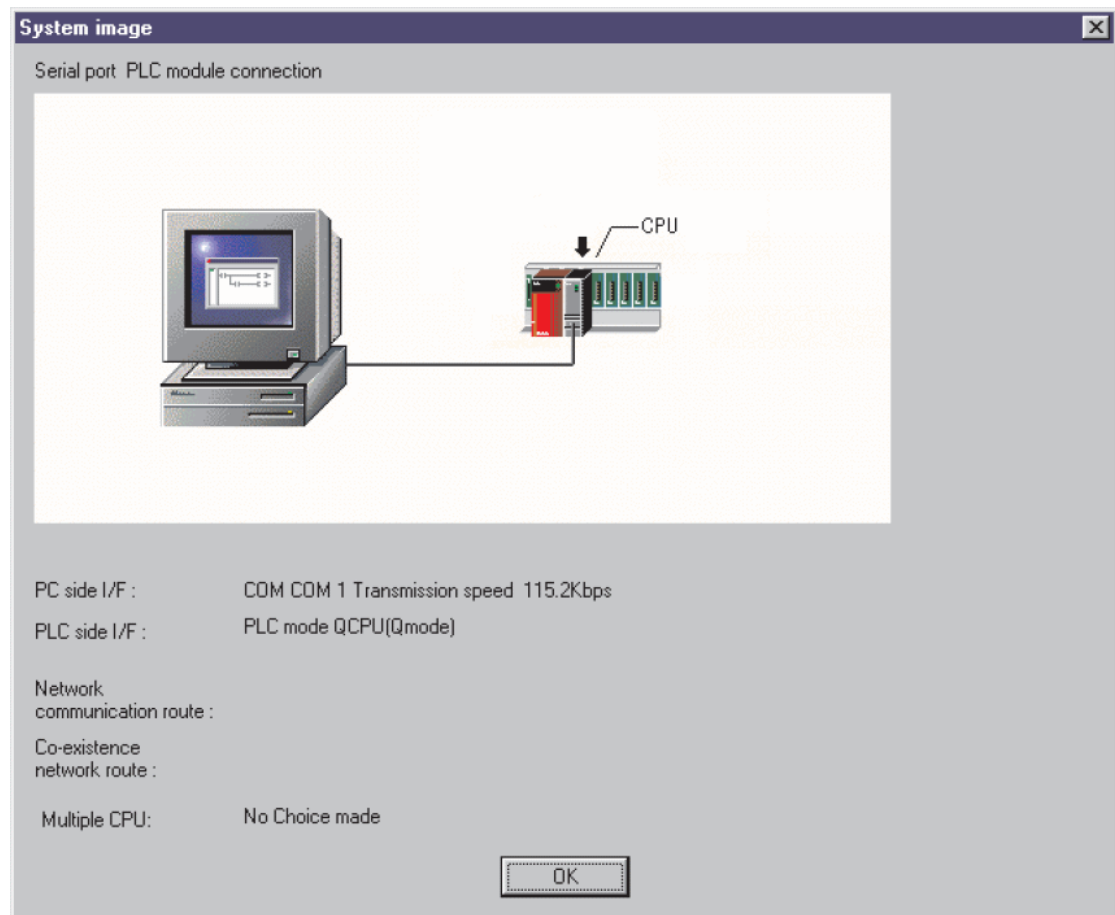 System image
Serial port PLC module connection
CPU
PC side I/F : COM COM 1 Transmission speed 115.2Kbps
PLC side I/F : PLC mode QCPU(Qmode)
Network
communication route :
Co-existence
network route :
Multiple CPU: No Choice made
OK